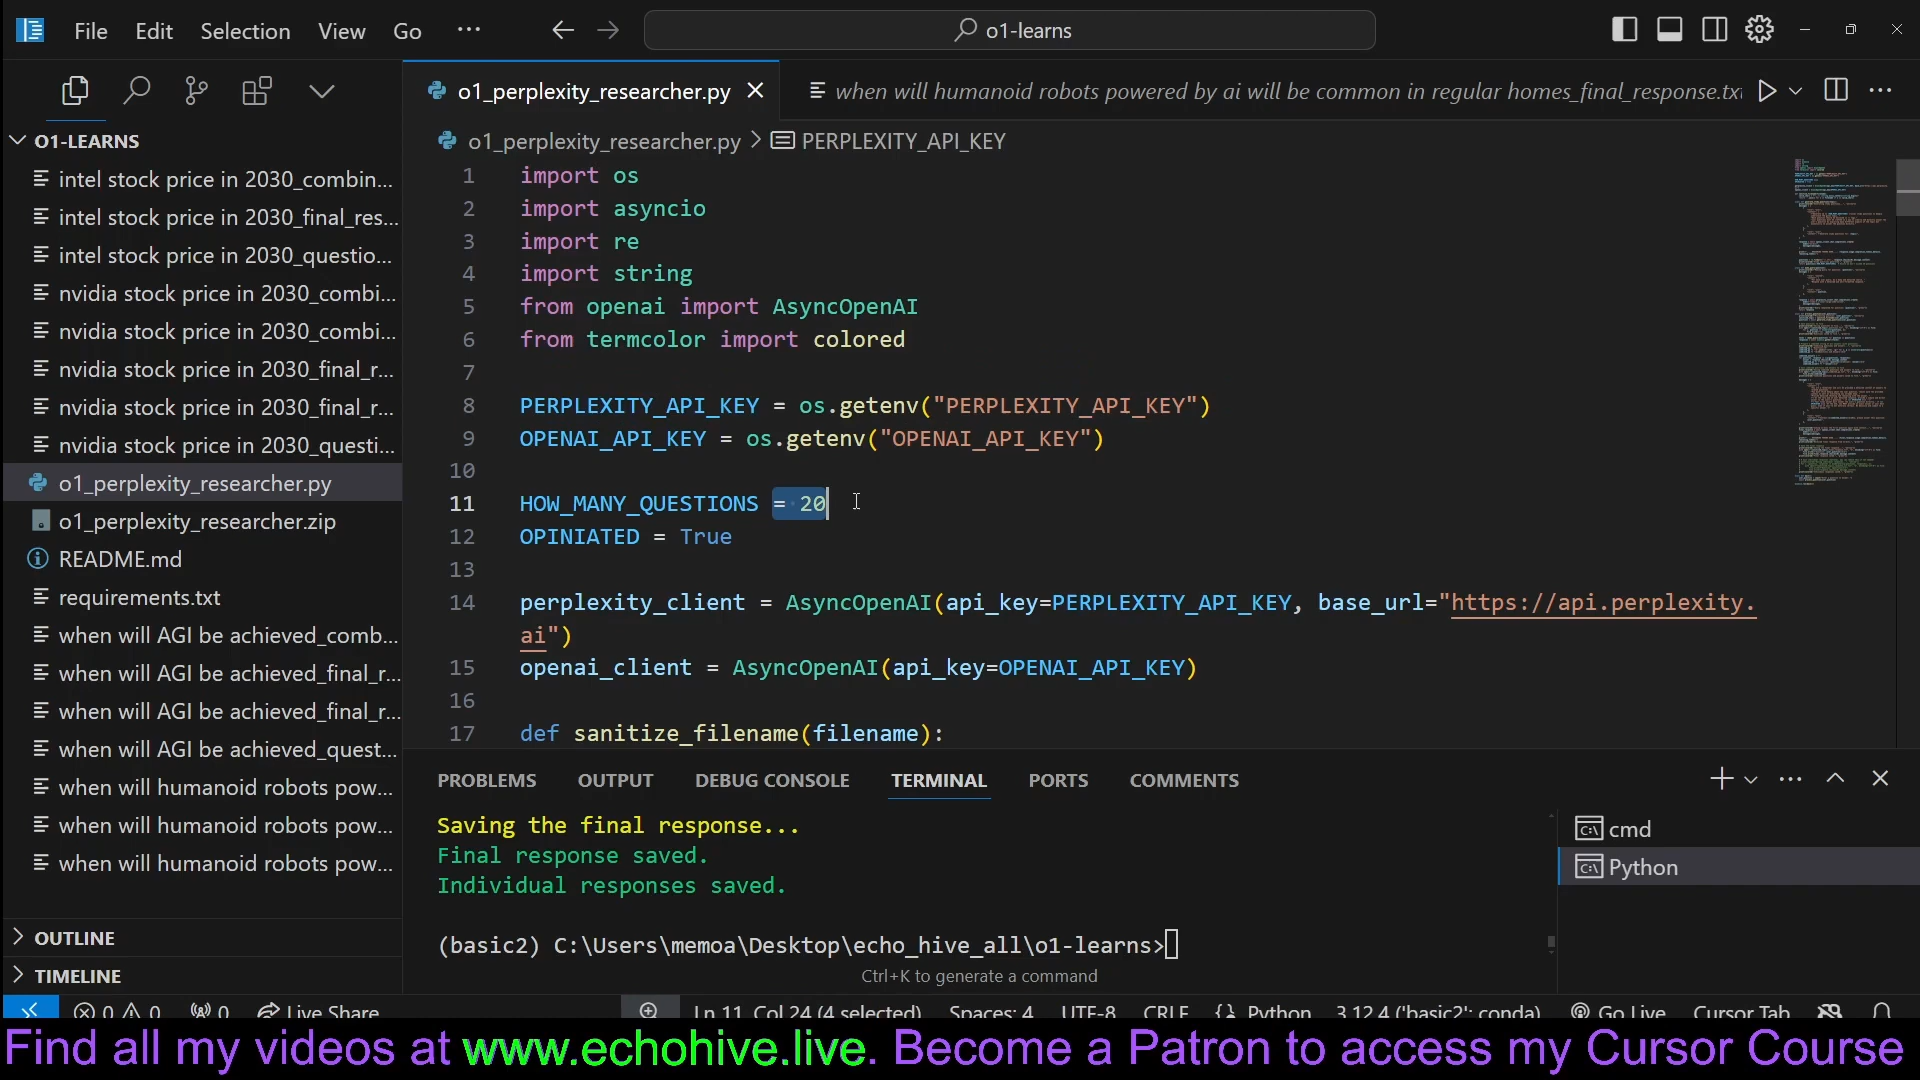 File Edit Selection View Go ··· o1-learns
o1_perplexity_researcher.py when will humanoid robots powered by ai will be common in regular homes_final_response.txt
O1-LEARNS
intel stock price in 2030_combin...
intel stock price in 2030_final_res...
intel stock price in 2030_questio...
nvidia stock price in 2030_combi...
nvidia stock price in 2030_combi...
nvidia stock price in 2030_final_r...
nvidia stock price in 2030_final_r...
nvidia stock price in 2030_questi...
o1_perplexity_researcher.py
o1_perplexity_researcher.zip
README.md
requirements.txt
when will AGI be achieved_comb...
when will AGI be achieved_final_r...
when will AGI be achieved_final_r...
when will AGI be achieved_quest...
when will humanoid robots pow...
when will humanoid robots pow...
when will humanoid robots pow...
OUTLINE
TIMELINE
o1_perplexity_researcher.py > PERPLEXITY_API_KEY
1 import os
2 import asyncio
3 import re
4 import string
5 from openai import AsyncOpenAI
6 from termcolor import colored
7
8 PERPLEXITY_API_KEY = os.getenv("PERPLEXITY_API_KEY")
9 OPENAI_API_KEY = os.getenv("OPENAI_API_KEY")
10
11 HOW_MANY_QUESTIONS = 20
12 OPINIATED = True
13
14 perplexity_client = AsyncOpenAI(api_key=PERPLEXITY_API_KEY, base_url="https://api.perplexity.
ai")
15 openai_client = AsyncOpenAI(api_key=OPENAI_API_KEY)
16
17 def sanitize_filename(filename):
PROBLEMS OUTPUT DEBUG CONSOLE TERMINAL PORTS COMMENTS
Saving the final response...
Final response saved.
Individual responses saved.
(basic2) C:\Users\memoa\Desktop\echo_hive_all\o1-learns>
Ctrl+K to generate a command
cmd
Python
0 0 0 Live Share Ln 11, Col 24 (4 selected) Spaces: 4 UTF-8 CRLF {} Python 3.12.4 ('basic2': conda) Go Live Cursor Tab
Find all my videos at www.echohive.live. Become a Patron to access my Cursor Course